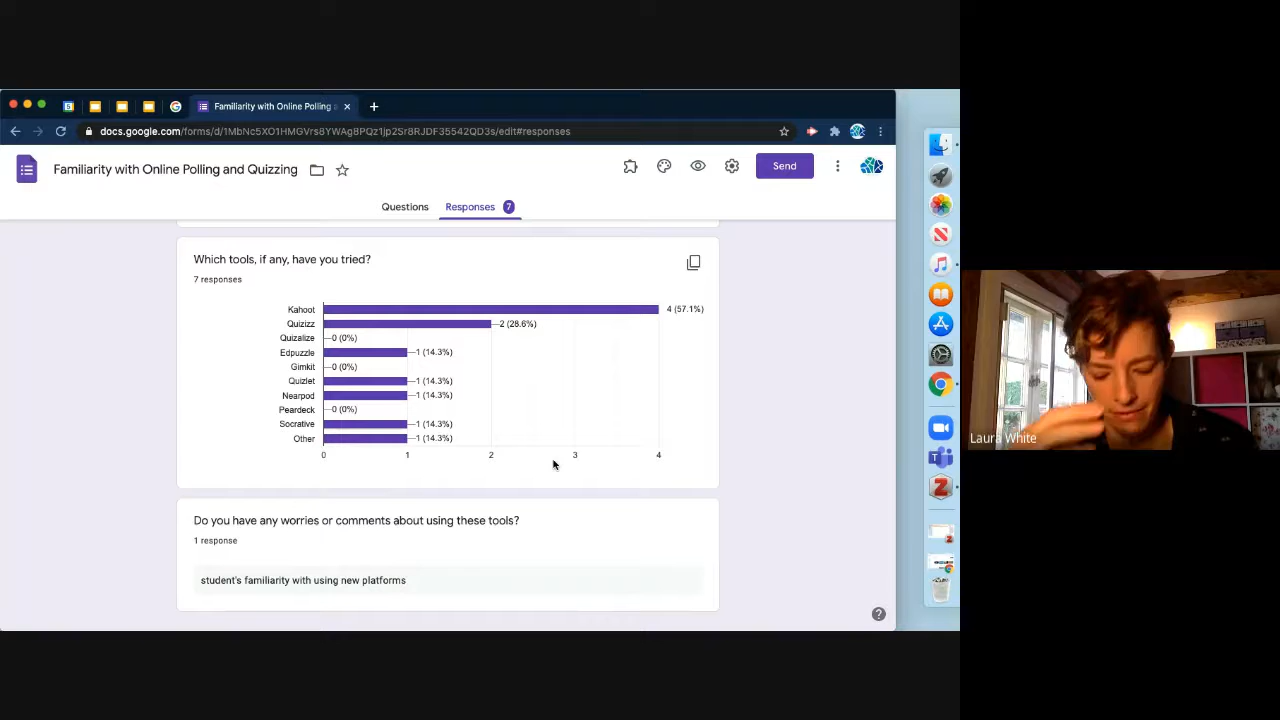 Familiarity with Online Polling a
docs.google.com/forms/d/1MbNc5XO1HMGVrs8YWAg8PQz1jp2Sr8RJDF35542QD3s/edit#responses
Familiarity with Online Polling and Quizzing
Send
Questions
Responses 7
Which tools, if any, have you tried?
7 responses
Kahoot 4 (57.1%)
Quizizz 2 (28.6%)
Quizalize 0 (0%)
Edpuzzle 1 (14.3%)
Gimkit 0 (0%)
Quizlet 1 (14.3%)
Nearpod 1 (14.3%)
Peardeck 0 (0%)
Socrative 1 (14.3%)
Other 1 (14.3%)
0 1 2 3 4
Do you have any worries or comments about using these tools?
1 response
student's familiarity with using new platforms
Laura White